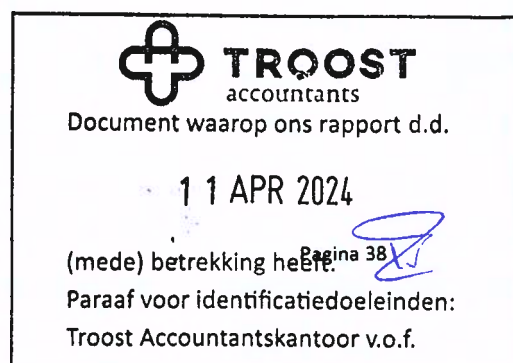 TROOST
accountants
Document waarop ons rapport d.d.
11 APR 2024
(mede) betrekking heeft.
Pagina 38
Paraaf voor identificatiedoeleinden:
Troost Accountantskantoor v.o.f.